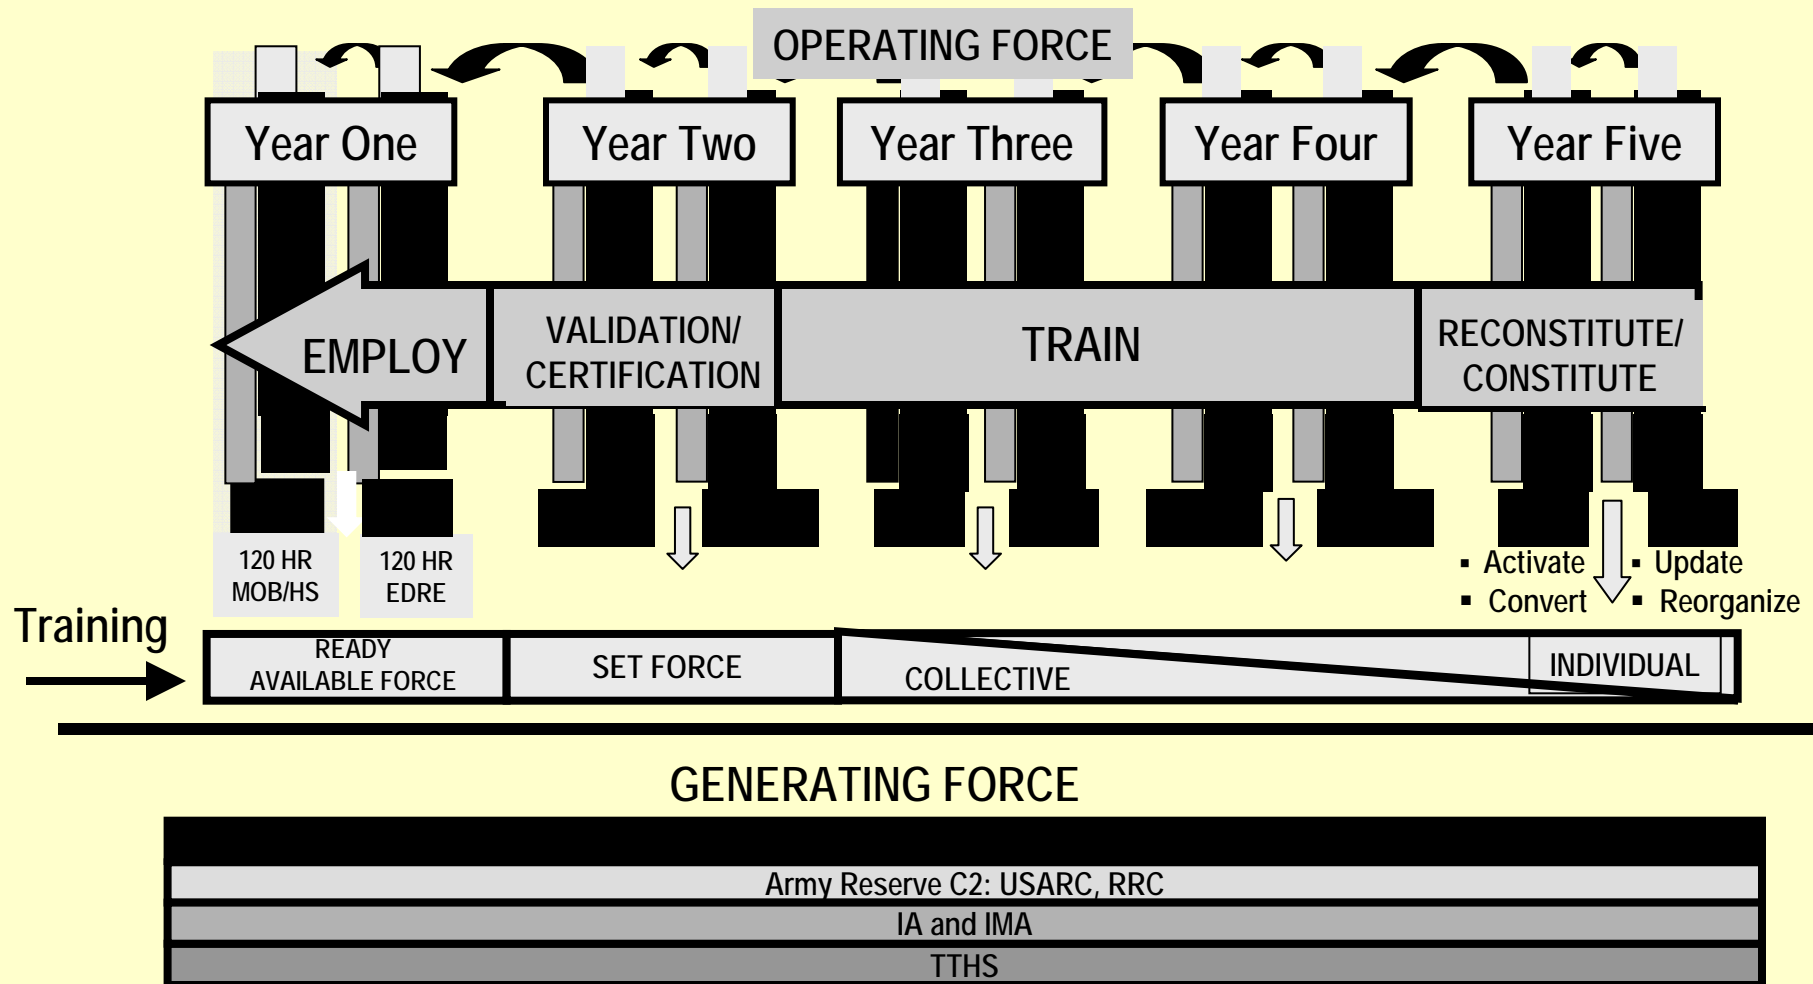 OPERATING FORCE
Year One
Year Two
Year Three
Year Four
Year Five
EMPLOY
VALIDATION/
CERTIFICATION
TRAIN
RECONSTITUTE/
CONSTITUTE
120 HR
MOB/HS
120 HR
EDRE
▪ Activate
▪ Convert
▪ Update
▪ Reorganize
Training
READY
AVAILABLE FORCE
SET FORCE
COLLECTIVE
INDIVIDUAL
GENERATING FORCE
Army Reserve C2: USARC, RRC
IA and IMA
TTHS